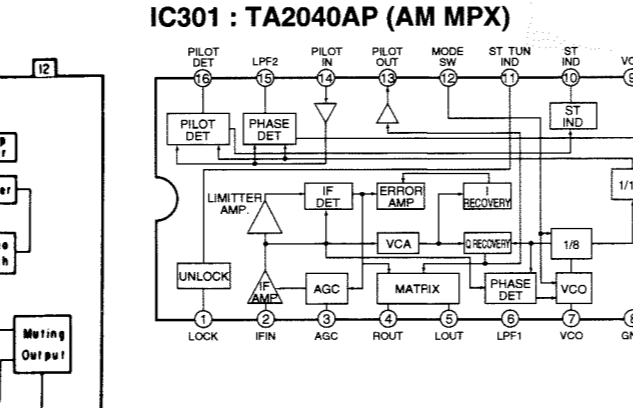 IC301 : TA2040AP (AM MPX)
12
PILOT DET
LPF2
PILOT IN
PILOT OUT
MODE SW
ST TUN IND
ST IND
16
15
14
13
12
11
10
PILOT DET
PHASE DET
ST IND
LIMITTER AMP.
IF DET
ERROR AMP
I RECOVERY
VCA
Q RECOVERY
1/8
UNLOCK
IF AMP
AGC
MATRIX
PHASE DET
VCO
1
2
3
4
5
6
7
LOCK
IFIN
AGC
ROUT
LOUT
LPF1
VCO
Muting
Output